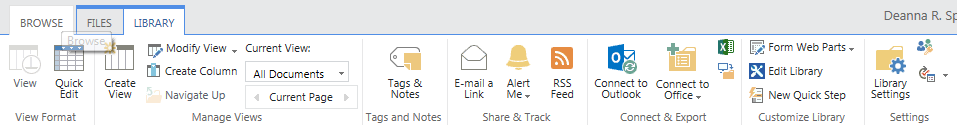 BROWSE FILES LIBRARY
Deanna R. Sp
Browse
View
Quick
Edit
View Format
Create
View
Modify View
Create Column
Navigate Up
Current View:
All Documents
Current Page
Manage Views
Tags &
Notes
Tags and Notes
E-mail a
Link
Alert
Me
RSS
Feed
Share & Track
Connect to
Outlook
Connect to
Office
Connect & Export
Form Web Parts
Edit Library
New Quick Step
Customize Library
Library
Settings
Settings